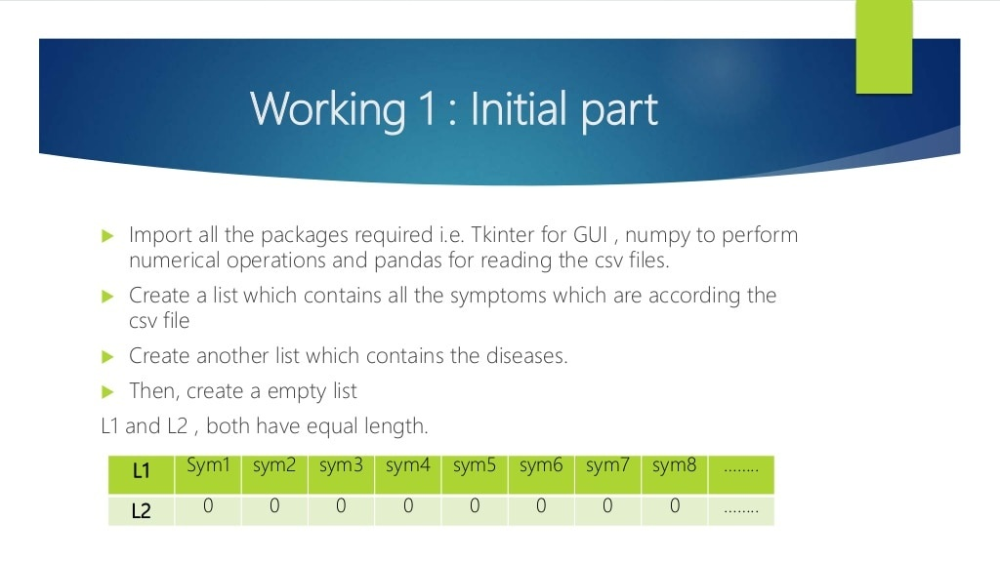 Working 1 : Initial part
Import all the packages required i.e. Tkinter for GUI , numpy to perform
numerical operations and pandas for reading the csv files.
Create a list which contains all the symptoms which are according the
csv file
Create another list which contains the diseases.
Then, create a empty list
L1 and L2 , both have equal length.
L1 Sym1 sym2 sym3 sym4 sym5 sym6 sym7 sym8 ........
L2 0 0 0 0 0 0 0 0 ........